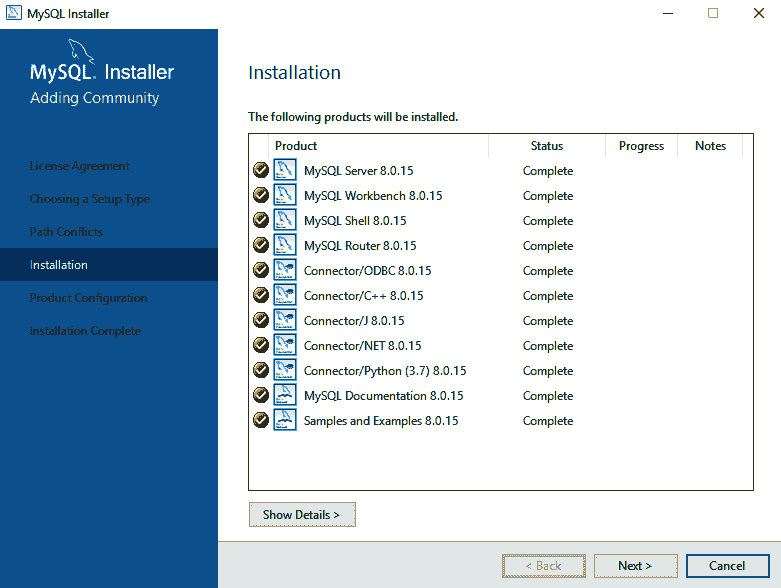 MySQL Installer
MySQL. Installer
Adding Community
License Agreement
Choosing a Setup Type
Path Conflicts
Installation
Product Configuration
Installation Complete
Installation
The following products will be installed.
Product Status Progress Notes
MySQL Server 8.0.15 Complete
MySQL Workbench 8.0.15 Complete
MySQL Shell 8.0.15 Complete
MySQL Router 8.0.15 Complete
Connector/ODBC 8.0.15 Complete
Connector/C++ 8.0.15 Complete
Connector/J 8.0.15 Complete
Connector/NET 8.0.15 Complete
Connector/Python (3.7) 8.0.15 Complete
MySQL Documentation 8.0.15 Complete
Samples and Examples 8.0.15 Complete
Show Details >
< Back Next > Cancel